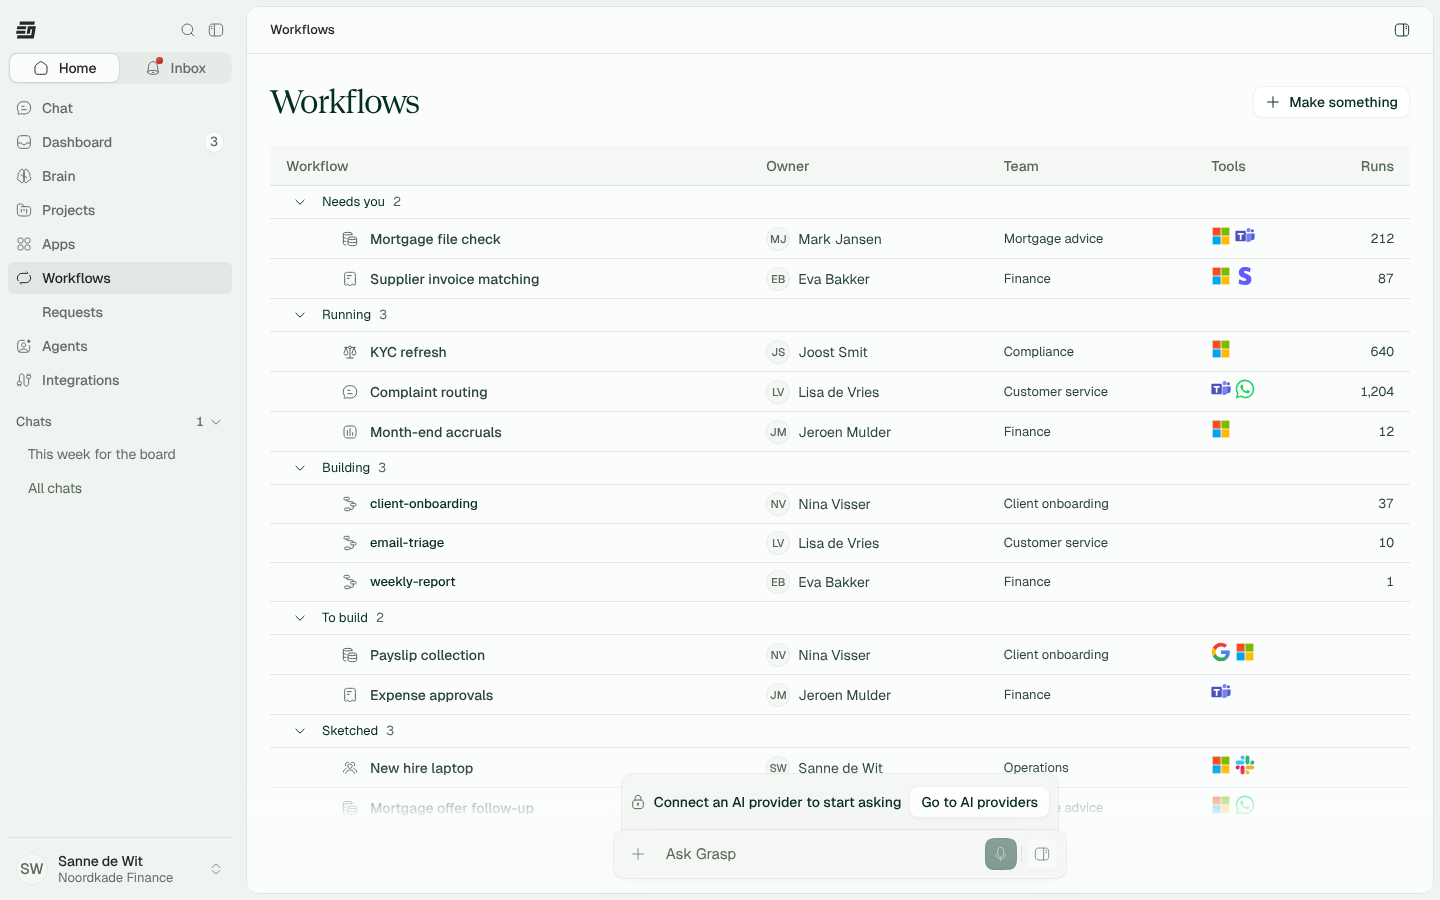 Workflows
Home
Inbox
Chat
Dashboard 3
Brain
Projects
Apps
Workflows
Requests
Agents
Integrations
Chats 1
This week for the board
All chats
SW
Sanne de Wit
Noordkade Finance
Workflows
Make something
Workflow Owner Team Tools Runs
Needs you 2
Mortgage file check MJ Mark Jansen Mortgage advice 212
Supplier invoice matching EB Eva Bakker Finance 87
Running 3
KYC refresh JS Joost Smit Compliance 640
Complaint routing LV Lisa de Vries Customer service 1,204
Month-end accruals JM Jeroen Mulder Finance 12
Building 3
client-onboarding NV Nina Visser Client onboarding 37
email-triage LV Lisa de Vries Customer service 10
weekly-report EB Eva Bakker Finance 1
To build 2
Payslip collection NV Nina Visser Client onboarding
Expense approvals JM Jeroen Mulder Finance
Sketched 3
New hire laptop SW Sanne de Wit Operations
Mortgage offer follow-up advice
Connect an AI provider to start asking Go to AI providers
Ask Grasp